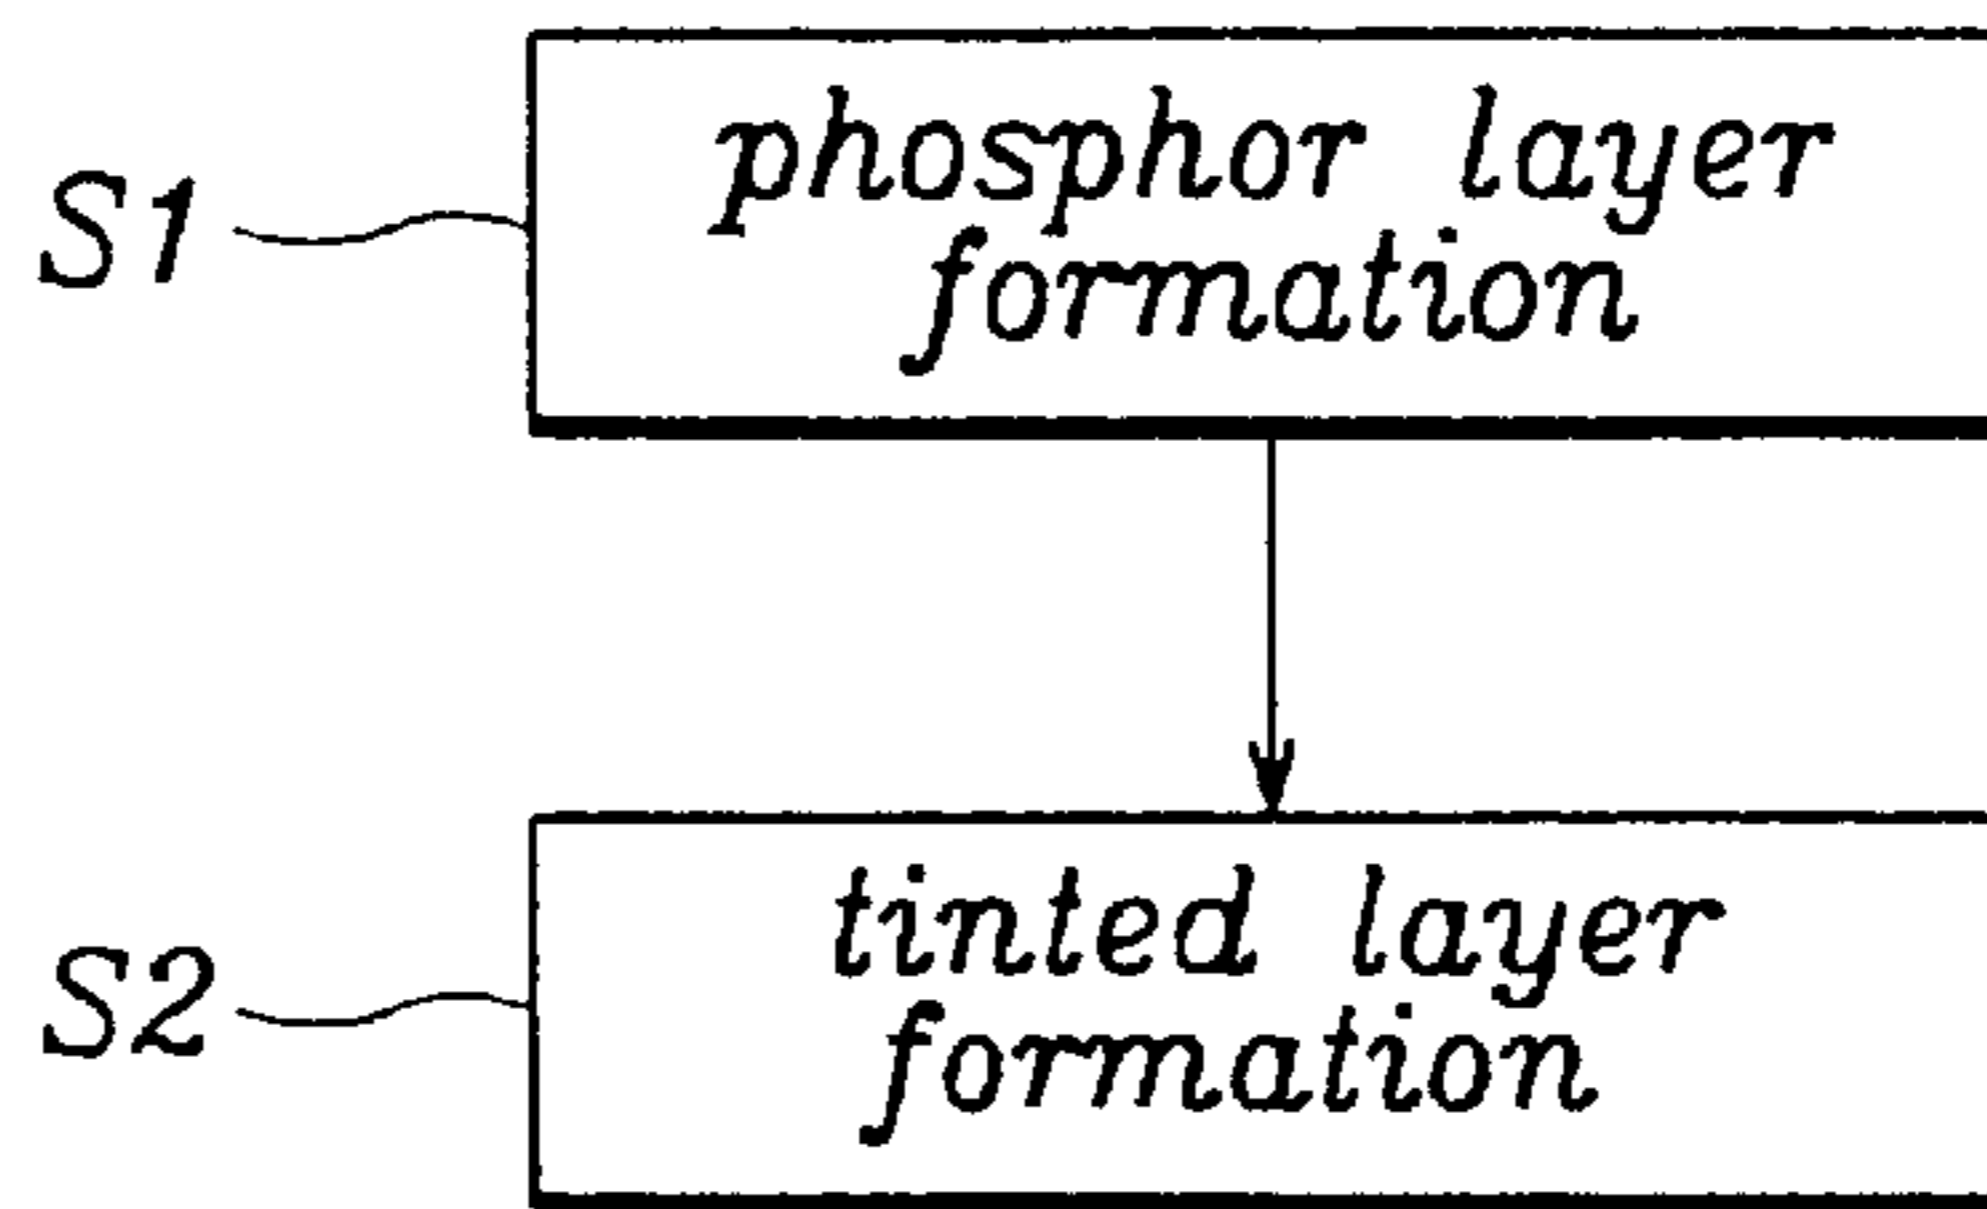 S1
phosphor layer
formation
S2
tinted layer
formation